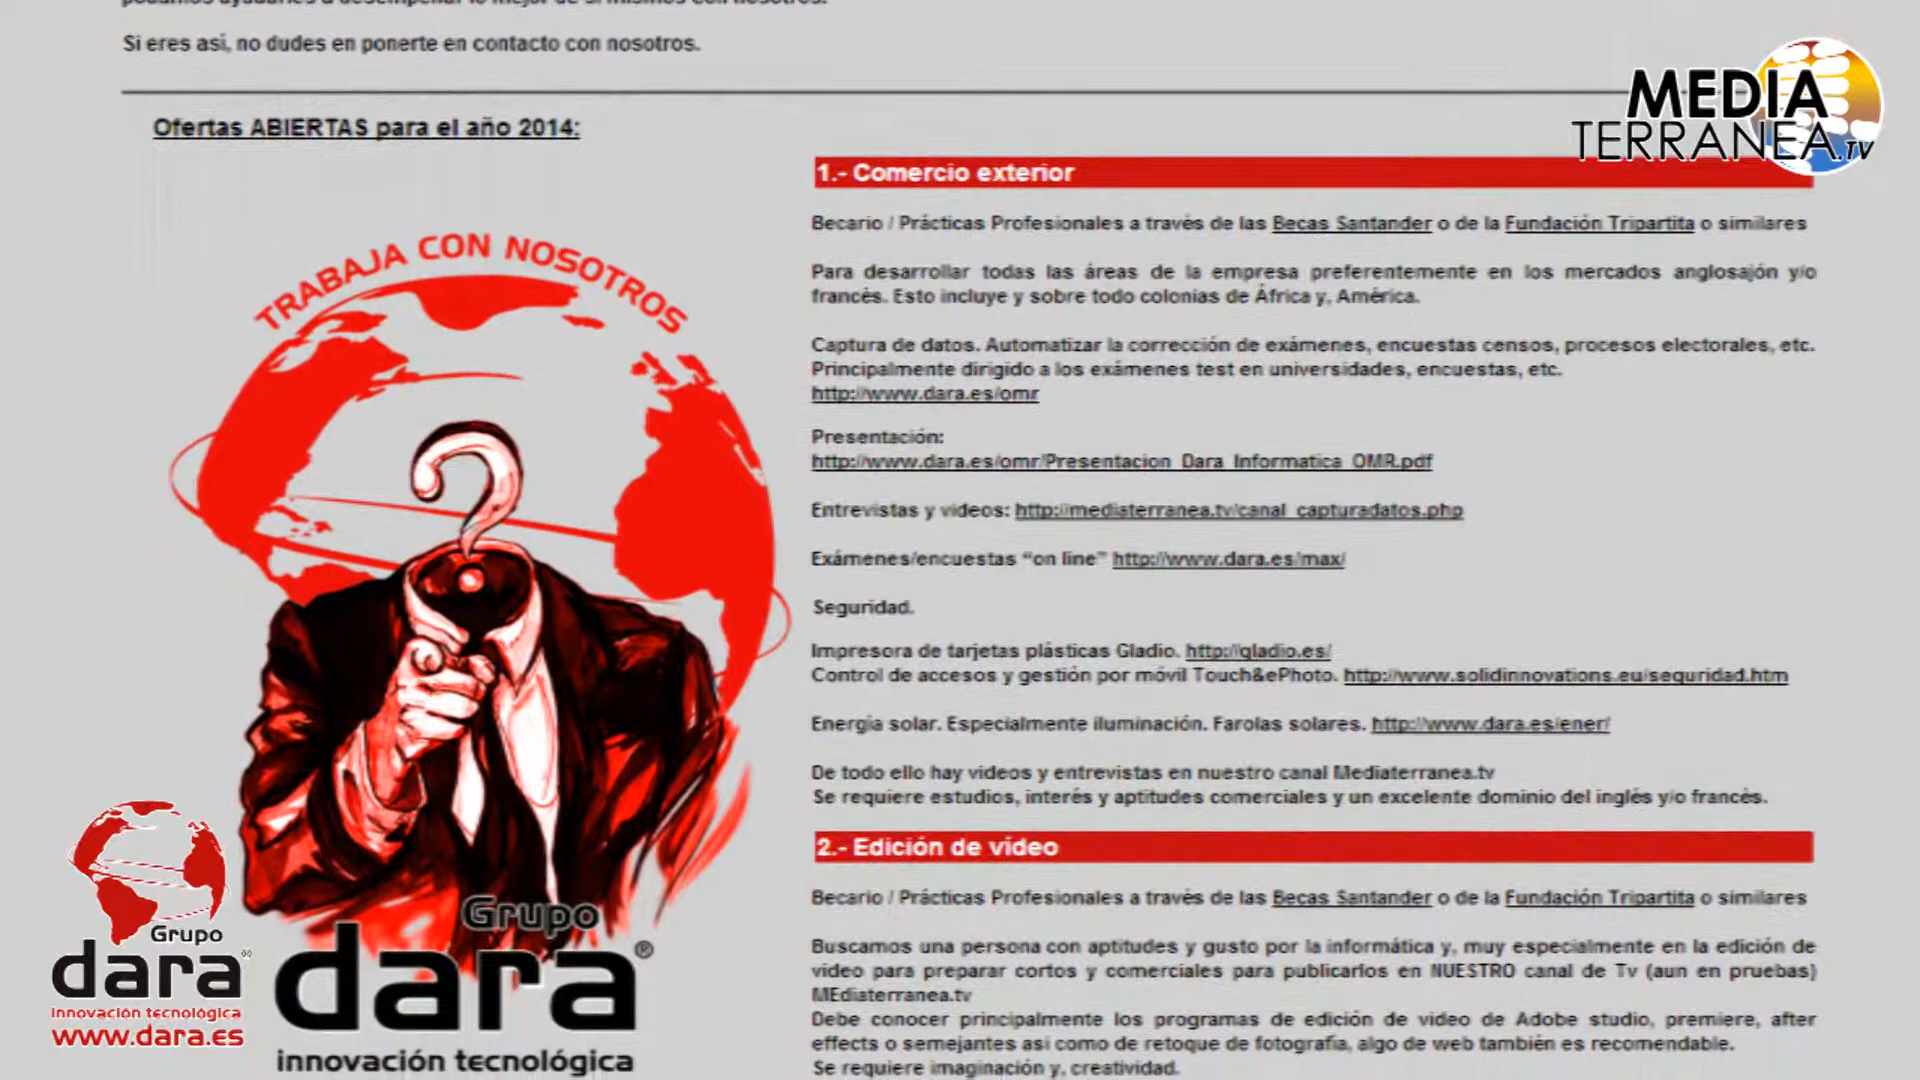 Si eres así, no dudes en ponerte en contacto con nosotros.
MEDIA
TERRANEA.TV
Ofertas ABIERTAS para el año 2014:
TRABAJA CON NOSOTROS
Grupo
dara®
innovación tecnológica
Grupo
dara®
innovación tecnológica
www.dara.es
1.- Comercio exterior
Becario / Prácticas Profesionales a través de las Becas Santander o de la Fundación Tripartita o similares
Para desarrollar todas las áreas de la empresa preferentemente en los mercados anglosajón y/o
francés. Esto incluye y sobre todo colonias de África y, América.
Captura de datos. Automatizar la corrección de exámenes, encuestas censos, procesos electorales, etc.
Principalmente dirigido a los exámenes test en universidades, encuestas, etc.
http://www.dara.es/omr
Presentación:
http://www.dara.es/omr/Presentacion_Dara_Informatica_OMR.pdf
Entrevistas y videos: http://mediaterranea.tv/canal_capturadatos.php
Exámenes/encuestas “on line” http://www.dara.es/max/
Seguridad.
Impresora de tarjetas plásticas Gladio. http://gladio.es/
Control de accesos y gestión por móvil Touch&ePhoto. http://www.solidinnovations.eu/seguridad.htm
Energía solar. Especialmente iluminación. Farolas solares. http://www.dara.es/ener/
De todo ello hay videos y entrevistas en nuestro canal Mediaterranea.tv
Se requiere estudios, interés y aptitudes comerciales y un excelente dominio del inglés y/o francés.
2.- Edición de vídeo
Becario / Prácticas Profesionales a través de las Becas Santander o de la Fundación Tripartita o similares
Buscamos una persona con aptitudes y gusto por la informática y, muy especialmente en la edición de
video para preparar cortos y comerciales para publicarlos en NUESTRO canal de Tv (aun en pruebas)
MEdiaterranea.tv
Debe conocer principalmente los programas de edición de video de Adobe studio, premiere, after
effects o semejantes asi como de retoque de fotografia, algo de web también es recomendable.
Se requiere imaginación y, creatividad.